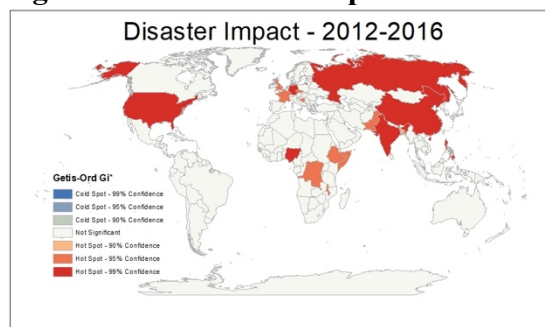 Disaster Impact - 2012-2016
Getis-Ord Gi*
Cold Spot - 99% Confidence
Cold Spot - 95% Confidence
Cold Spot - 90% Confidence
Not Significant
Hot Spot - 90% Confidence
Hot Spot - 95% Confidence
Hot Spot - 99% Confidence